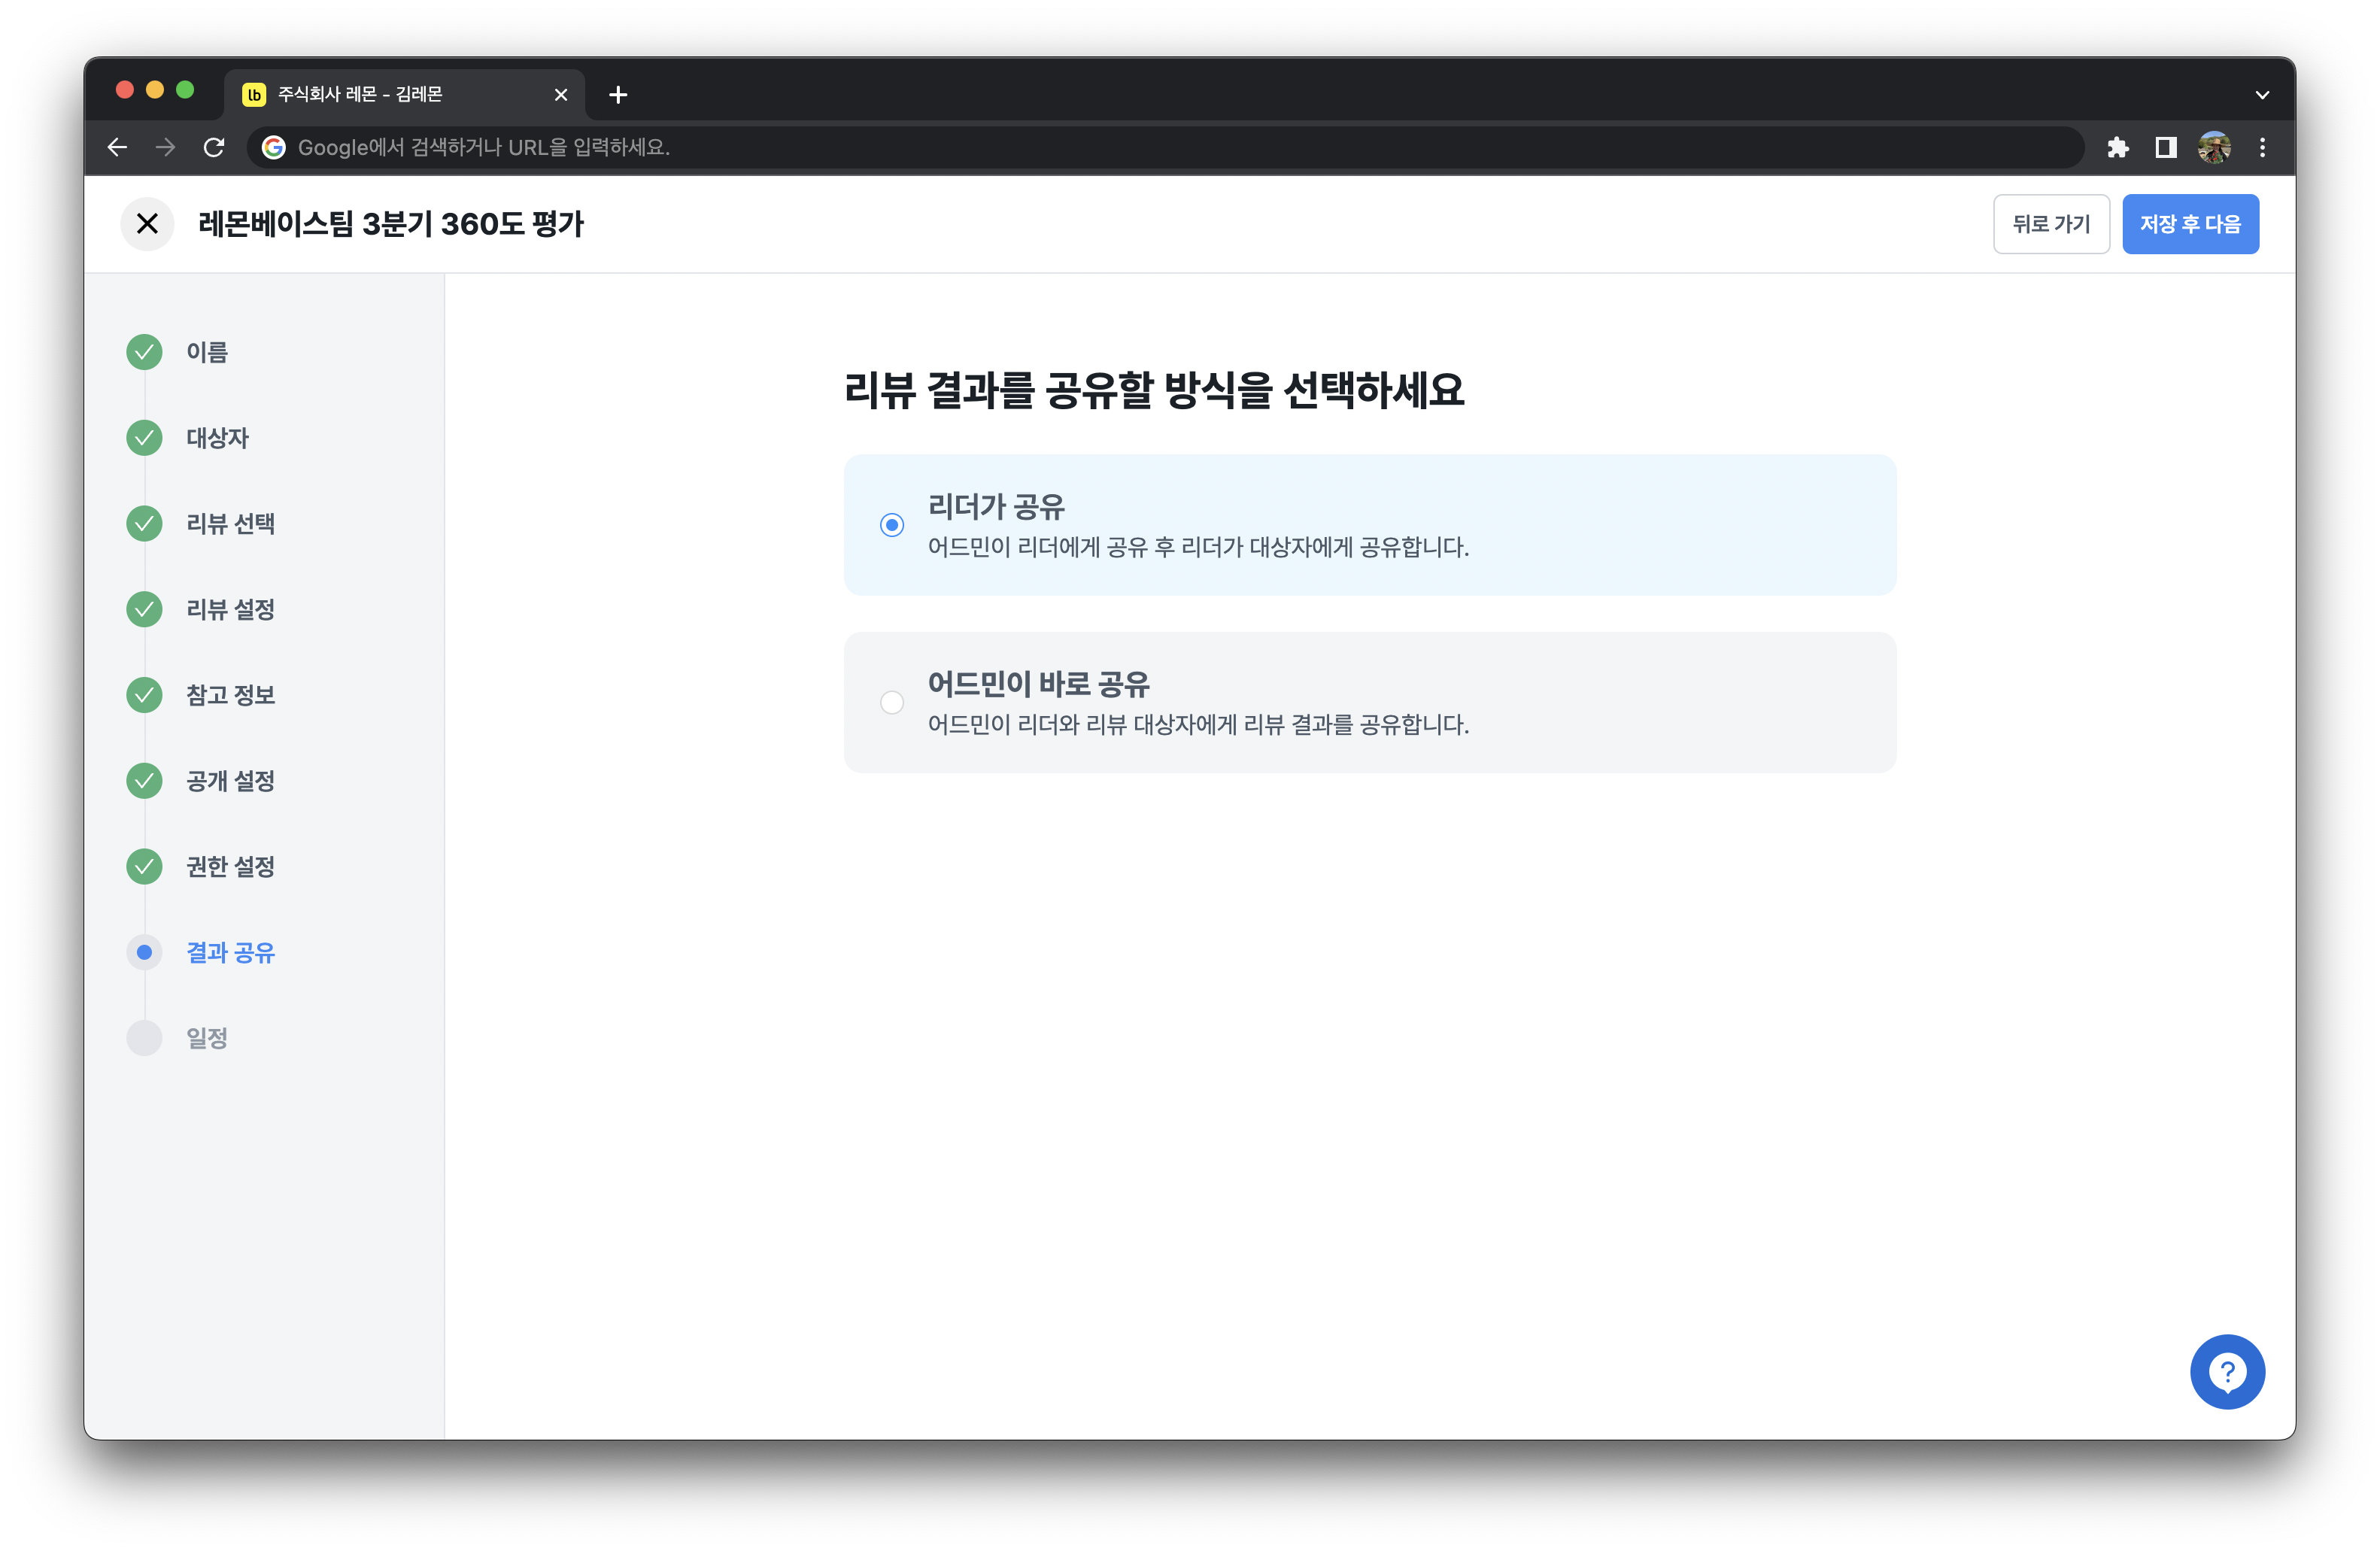 lb 주식회사 레몬 - 김레몬
Google에서 검색하거나 URL을 입력하세요.
레몬베이스팀 3분기 360도 평가
뒤로 가기
저장 후 다음
이름
대상자
리뷰 선택
리뷰 설정
참고 정보
공개 설정
권한 설정
결과 공유
일정
리뷰 결과를 공유할 방식을 선택하세요
리더가 공유
어드민이 리더에게 공유 후 리더가 대상자에게 공유합니다.
어드민이 바로 공유
어드민이 리더와 리뷰 대상자에게 리뷰 결과를 공유합니다.
?